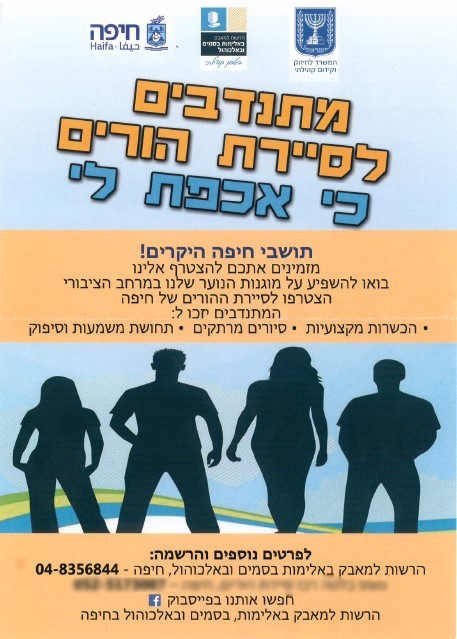 חיפה
Haifa حيفا
הרשות למאבק
באלימות בסמים
ובאלכוהול
המשרד לחיזוק
וקידום קהילתי
מתנדבים
לסיירת הורים
כי אכפת לי
תושבי חיפה היקרים!
מזמינים אתכם להצטרף אלינו
בואו להשפיע על מוגנות הנוער שלנו במרחב הציבורי
הצטרפו לסיירת ההורים של חיפה
המתנדבים יזכו ל:
• הכשרות מקצועיות • סיורים מרתקים • תחושת משמעות וסיפוק
לפרטים נוספים והרשמה:
הרשות למאבק באלימות בסמים ובאלכוהול, חיפה - 04-8356844
חפשו אותנו בפייסבוק
הרשות למאבק באלימות, בסמים ובאלכוהול בחיפה